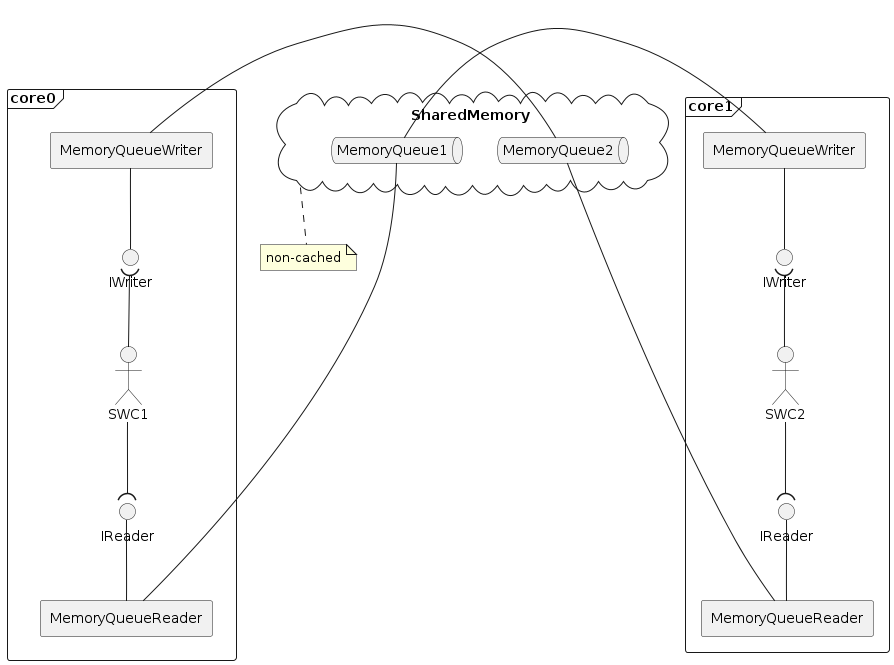 core0
SharedMemory
core1
MemoryQueueWriter
MemoryQueue1
MemoryQueue2
MemoryQueueWriter
non-cached
IWriter
IWriter
SWC1
SWC2
IReader
IReader
MemoryQueueReader
MemoryQueueReader